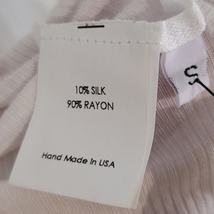 10% SILK
90% RAYON
Hand Made In USA
S